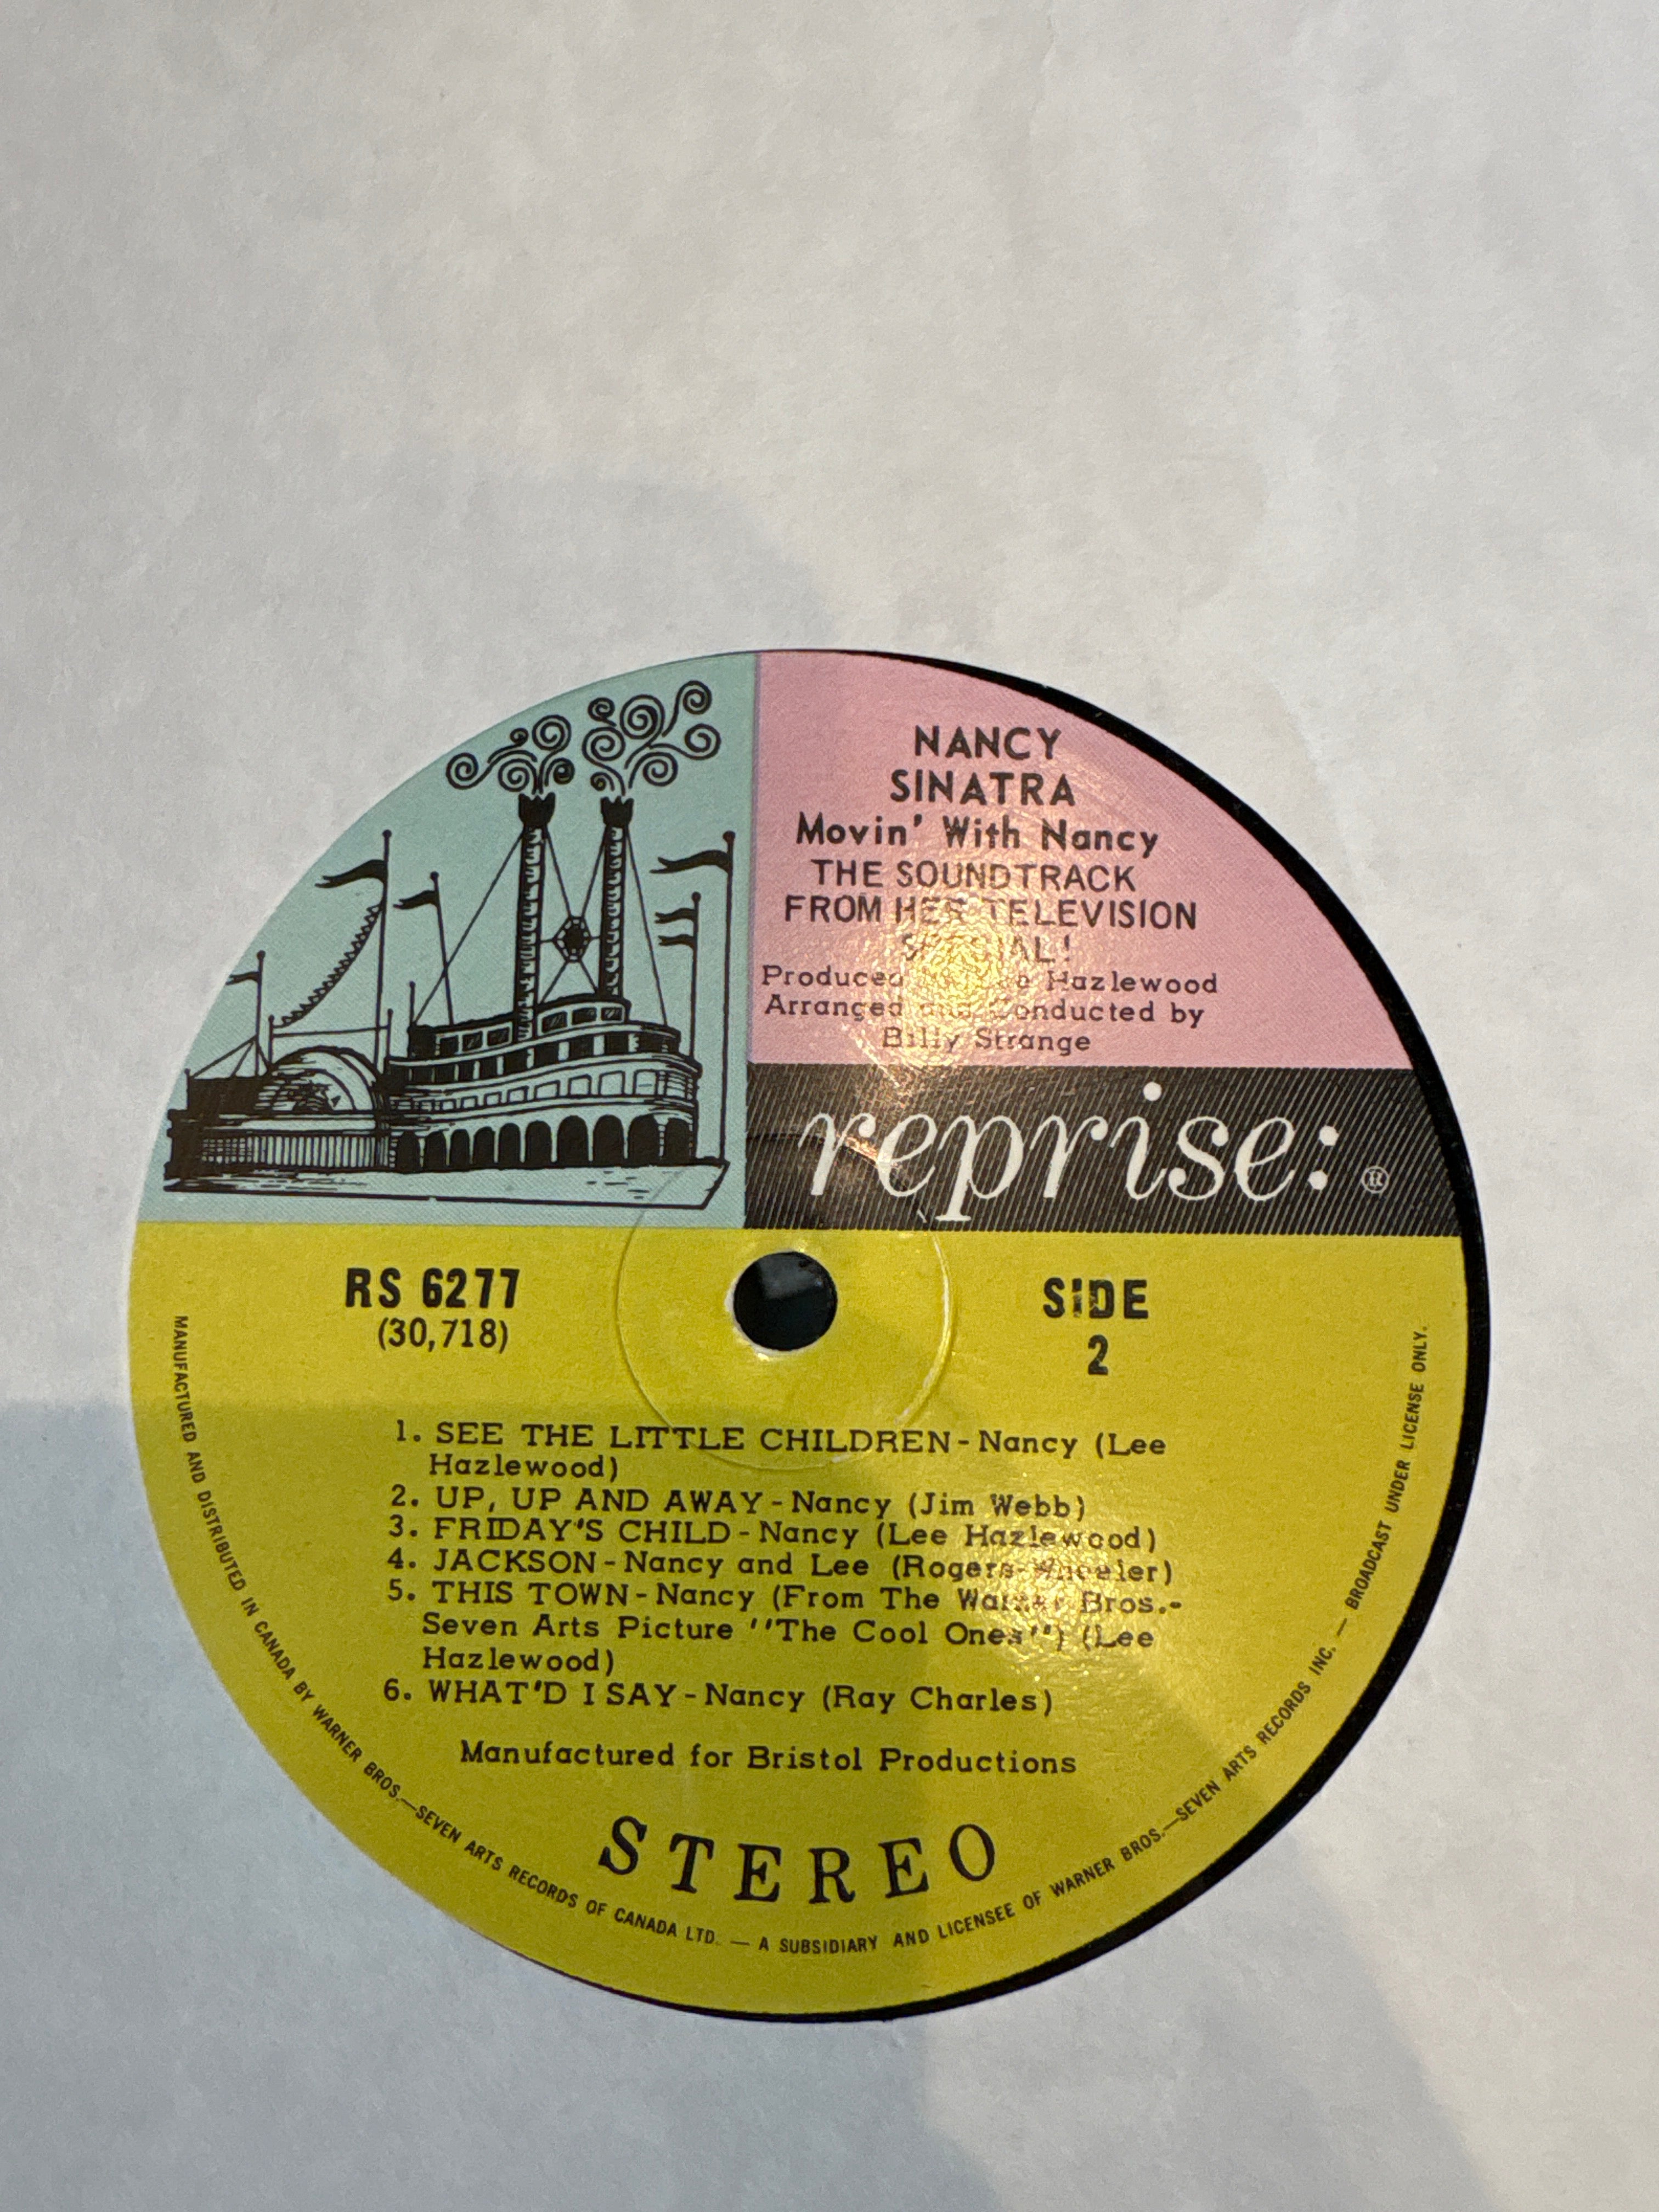 NANCY
SINATRA
Movin' With Nancy
THE SOUNDTRACK
FROM HER TELEVISION
SPECIAL!
Produced Hazlewood
Arranged and Conducted by
Billy Strange
reprise: ®
RS 6277
(30,718)
SIDE
2
1. SEE THE LITTLE CHILDREN - Nancy (Lee
Hazlewood)
2. UP, UP AND AWAY - Nancy (Jim Webb)
3. FRIDAY'S CHILD - Nancy (Lee Hazlewood)
4. JACKSON - Nancy and Lee (Rogers-Wheeler)
5. THIS TOWN - Nancy (From The Warner Bros.-
Seven Arts Picture ''The Cool Ones'') (Lee
Hazlewood)
6. WHAT'D I SAY - Nancy (Ray Charles)
Manufactured for Bristol Productions
STEREO
MANUFACTURED AND DISTRIBUTED IN CANADA BY WARNER BROS.—SEVEN ARTS RECORDS OF CANADA LTD. — A SUBSIDIARY AND LICENSEE OF WARNER BROS.—SEVEN ARTS RECORDS INC. — BROADCAST UNDER LICENSE ONLY.